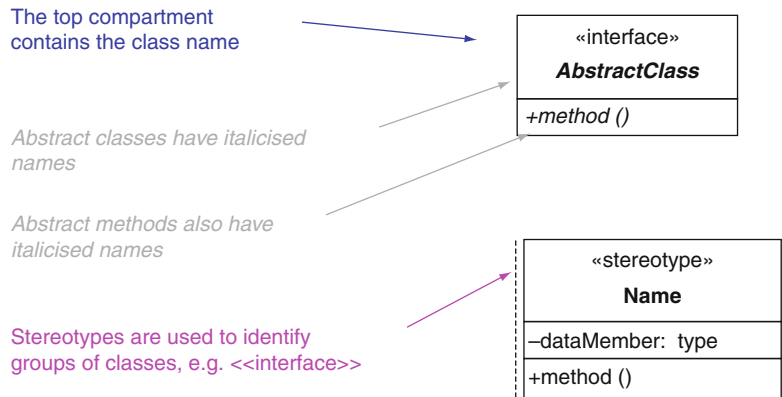 The top compartment
contains the class name
«interface»
AbstractClass
+method ()
Abstract classes have italicised
names
Abstract methods also have
italicised names
«stereotype»
Name
–dataMember: type
+method ()
Stereotypes are used to identify
groups of classes, e.g. <<interface>>